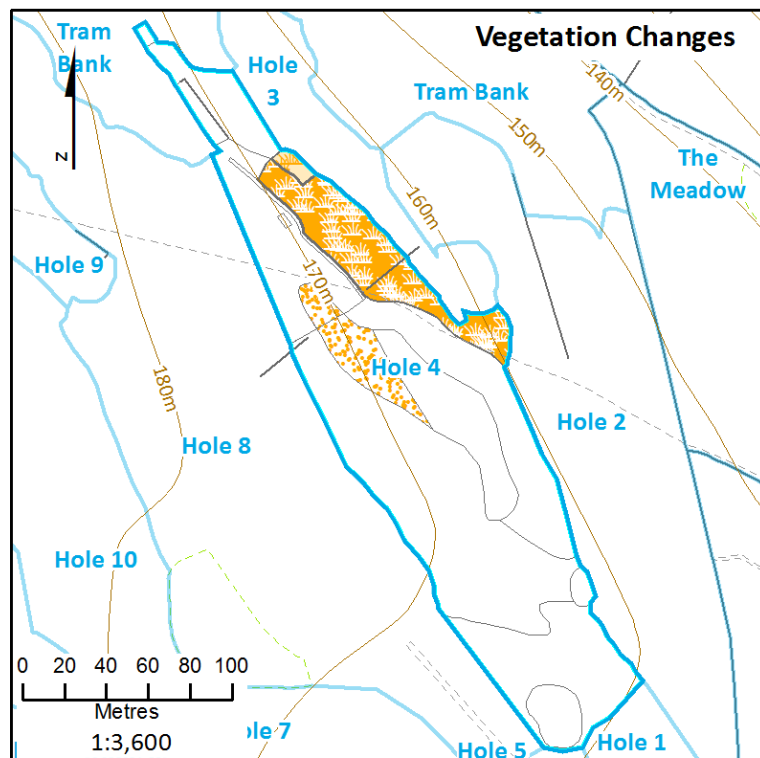 Vegetation Changes
Tram
Bank
Hole
3
Tram Bank
140m
150m
The
Meadow
160m
N
Hole 9
170m
Hole 4
180m
Hole 8
Hole 2
Hole 10
0 20 40 60 80 100
Metres
1:3,600
ole 7
Hole 5
Hole 1